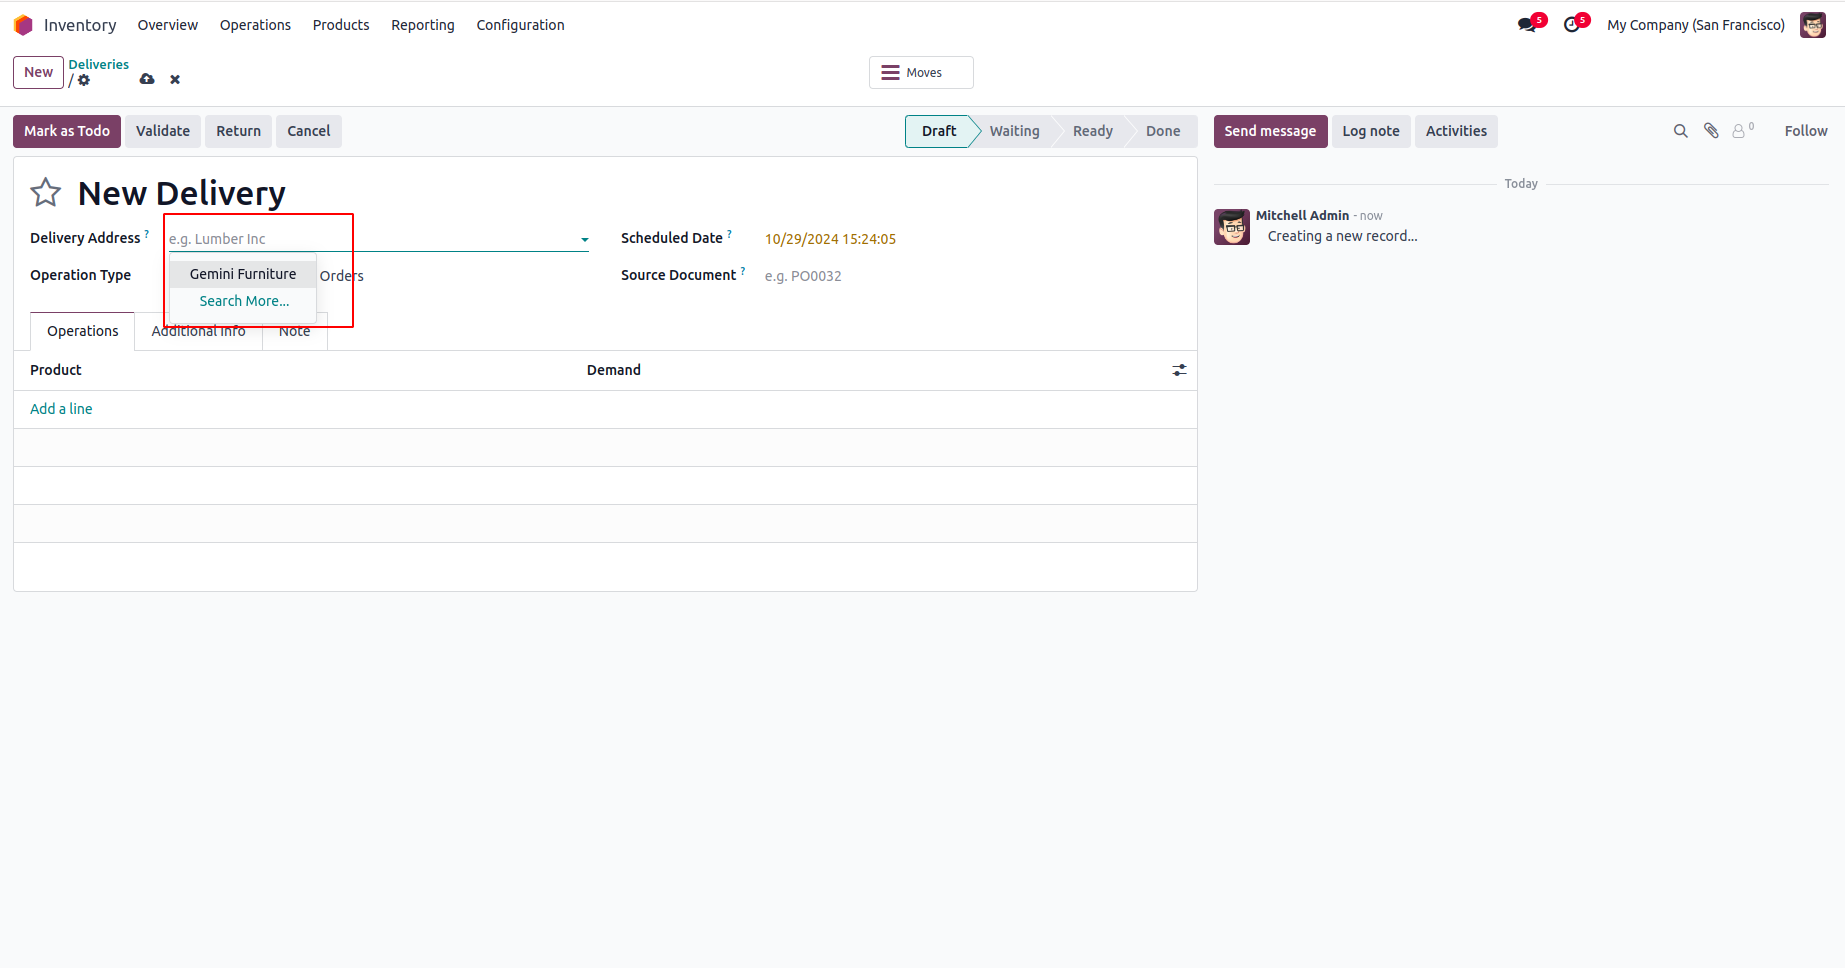 Inventory Overview Operations Products Reporting Configuration 5 5 My Company (San Francisco)
New Deliveries
/
Moves
Mark as Todo Validate Return Cancel Draft Waiting Ready Done Send message Log note Activities 0 Follow
Today
New Delivery
Mitchell Admin - now
Creating a new record...
Delivery Address ? e.g. Lumber Inc Scheduled Date ? 10/29/2024 15:24:05
Gemini Furniture
Operation Type Orders Source Document ? e.g. PO0032
Search More...
Operations Additional Info Note
Product Demand
Add a line